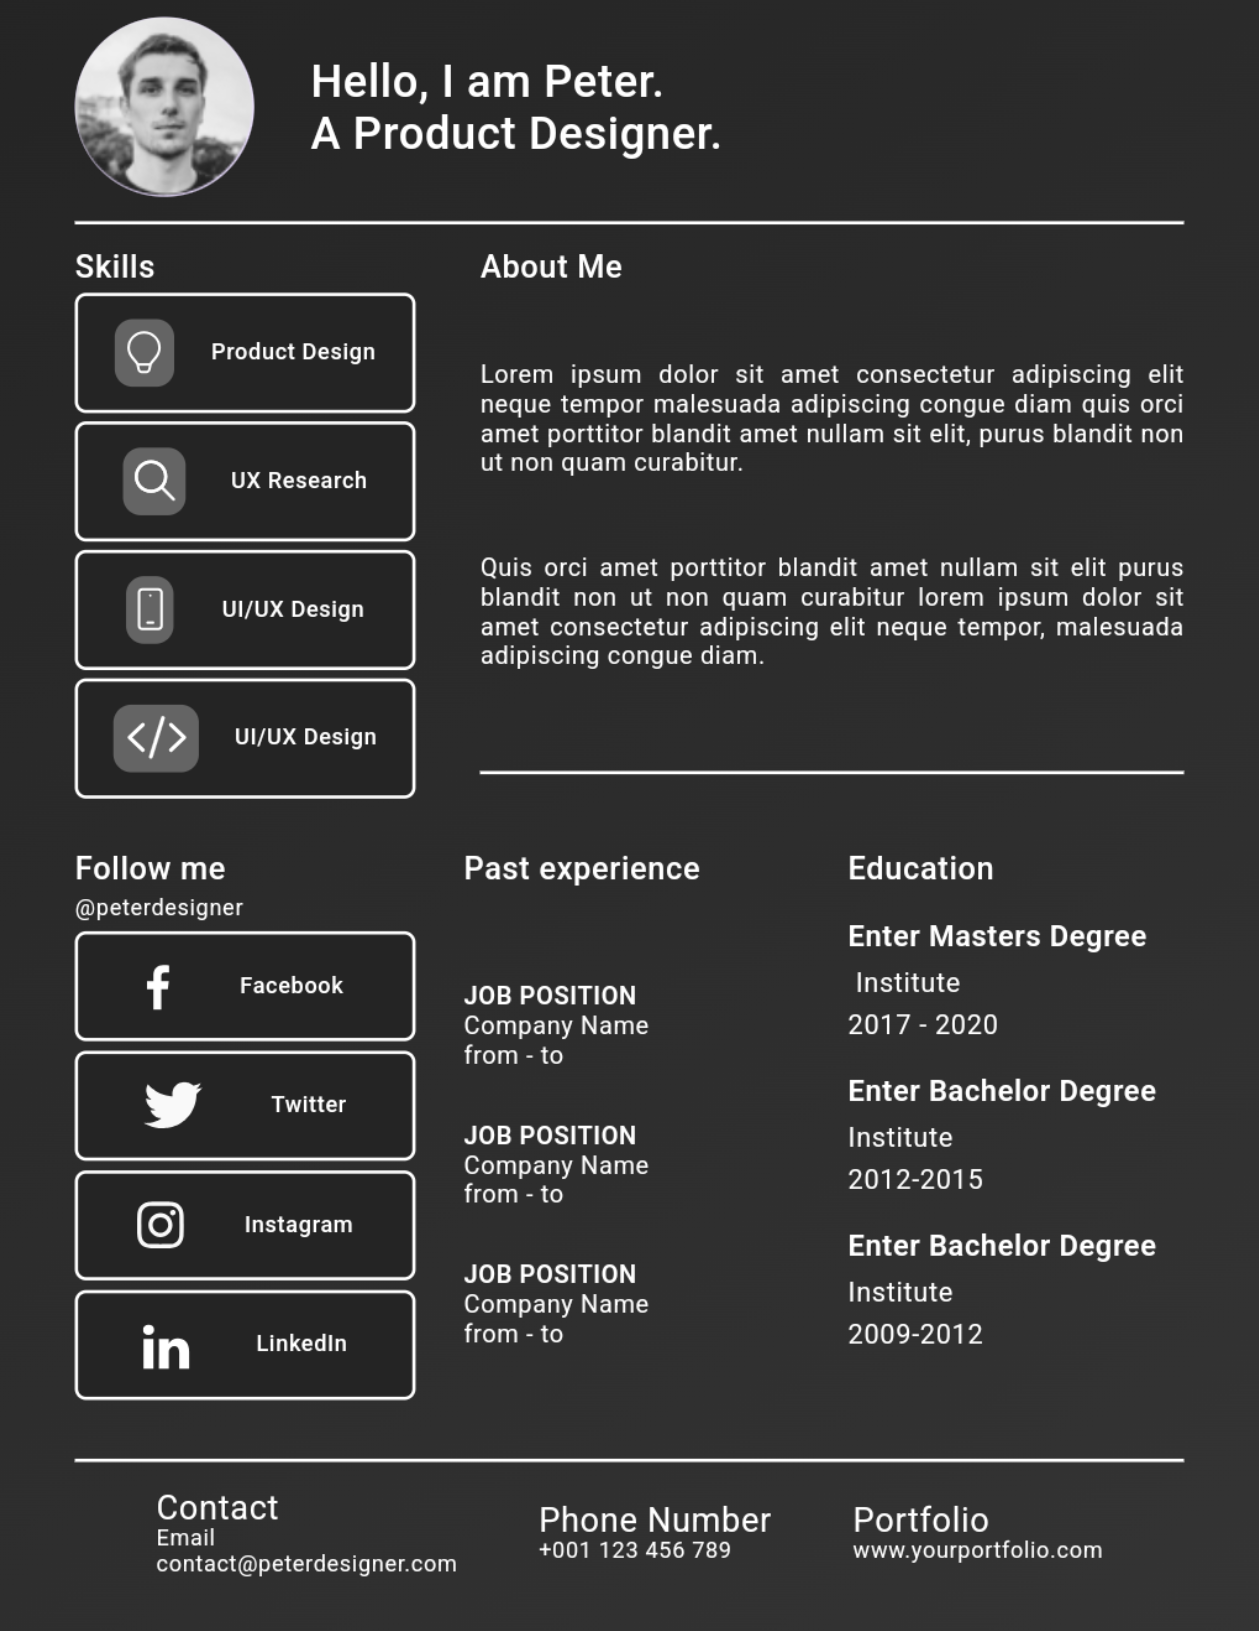 Hello, I am Peter.
A Product Designer.
Skills
Product Design
UX Research
UI/UX Design
UI/UX Design
About Me
Lorem ipsum dolor sit amet consectetur adipiscing elit
neque tempor malesuada adipiscing congue diam quis orci
amet porttitor blandit amet nullam sit elit, purus blandit non
ut non quam curabitur.
Quis orci amet porttitor blandit amet nullam sit elit purus
blandit non ut non quam curabitur lorem ipsum dolor sit
amet consectetur adipiscing elit neque tempor, malesuada
adipiscing congue diam.
Follow me
@peterdesigner
Facebook
Twitter
Instagram
in LinkedIn
Past experience
JOB POSITION
Company Name
from - to
JOB POSITION
Company Name
from - to
JOB POSITION
Company Name
from - to
Education
Enter Masters Degree
Institute
2017 - 2020
Enter Bachelor Degree
Institute
2012-2015
Enter Bachelor Degree
Institute
2009-2012
Contact
Email
contact@peterdesigner.com
Phone Number
+001 123 456 789
Portfolio
www.yourportfolio.com